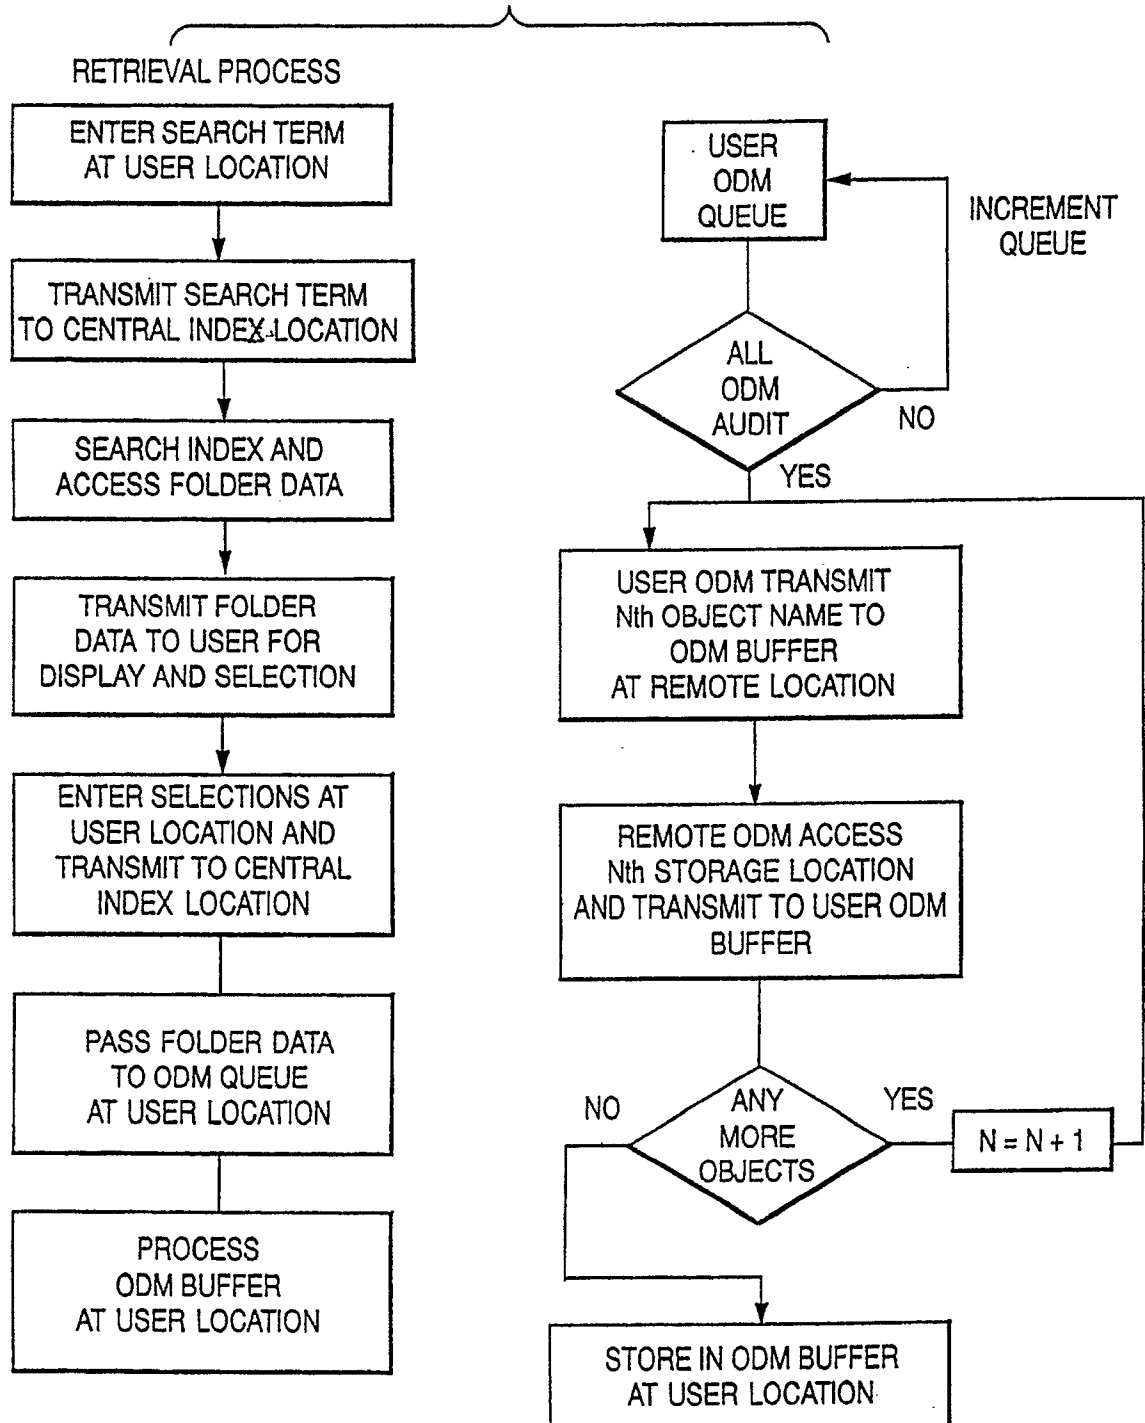 RETRIEVAL PROCESS
ENTER SEARCH TERM
AT USER LOCATION
TRANSMIT SEARCH TERM
TO CENTRAL INDEX LOCATION
SEARCH INDEX AND
ACCESS FOLDER DATA
TRANSMIT FOLDER
DATA TO USER FOR
DISPLAY AND SELECTION
ENTER SELECTIONS AT
USER LOCATION AND
TRANSMIT TO CENTRAL
INDEX LOCATION
PASS FOLDER DATA
TO ODM QUEUE
AT USER LOCATION
PROCESS
ODM BUFFER
AT USER LOCATION
USER
ODM
QUEUE
INCREMENT
QUEUE
ALL
ODM
AUDIT
NO
YES
USER ODM TRANSMIT
Nth OBJECT NAME TO
ODM BUFFER
AT REMOTE LOCATION
REMOTE ODM ACCESS
Nth STORAGE LOCATION
AND TRANSMIT TO USER ODM
BUFFER
NO
ANY
MORE
OBJECTS
YES
N = N + 1
STORE IN ODM BUFFER
AT USER LOCATION